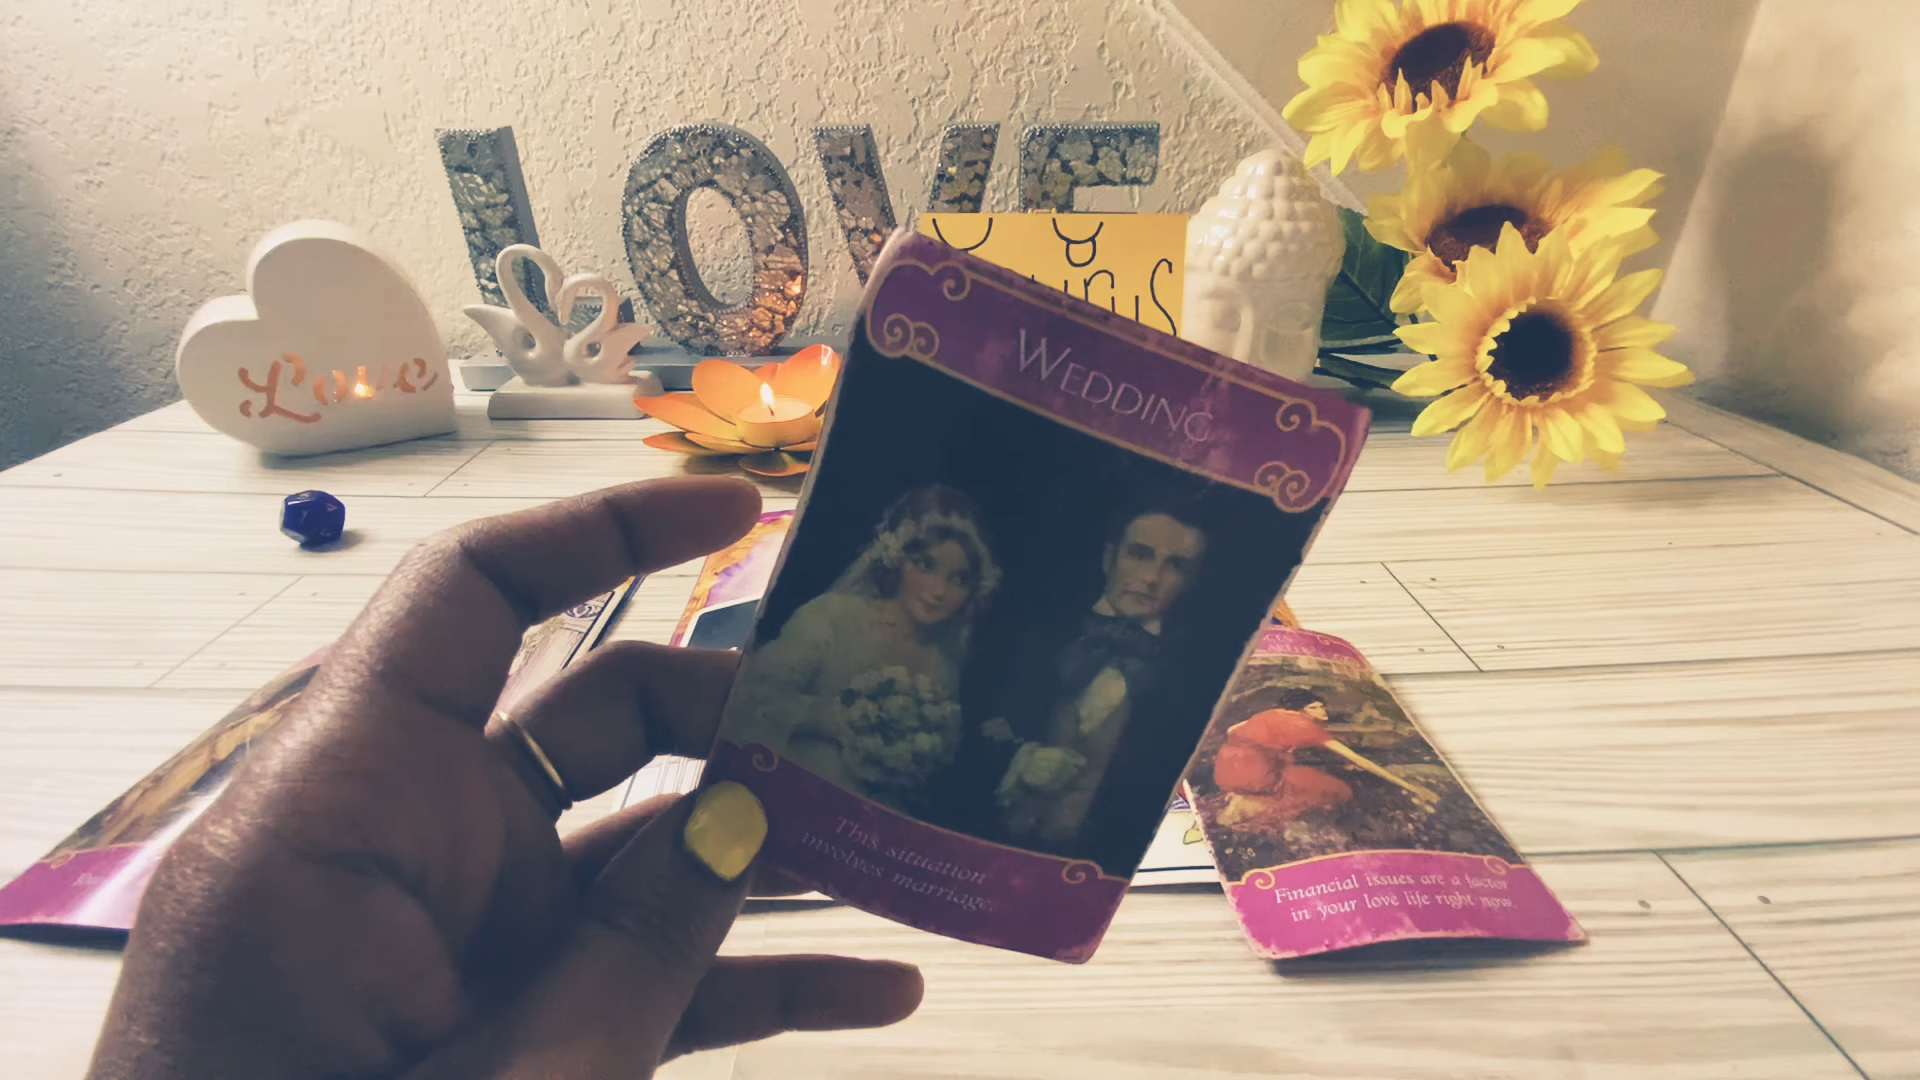 LOVE
Love
WEDDING
This situation
involves marriage.
Financial issues are a factor
in your love life right now.